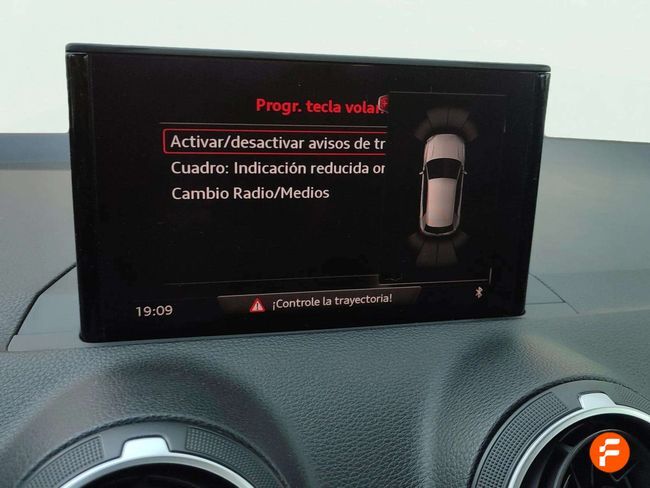 Progr. tecla volan
Activar/desactivar avisos de tr
Cuadro: Indicación reducida
Cambio Radio/Medios
19:09
¡Controle la trayectoria!